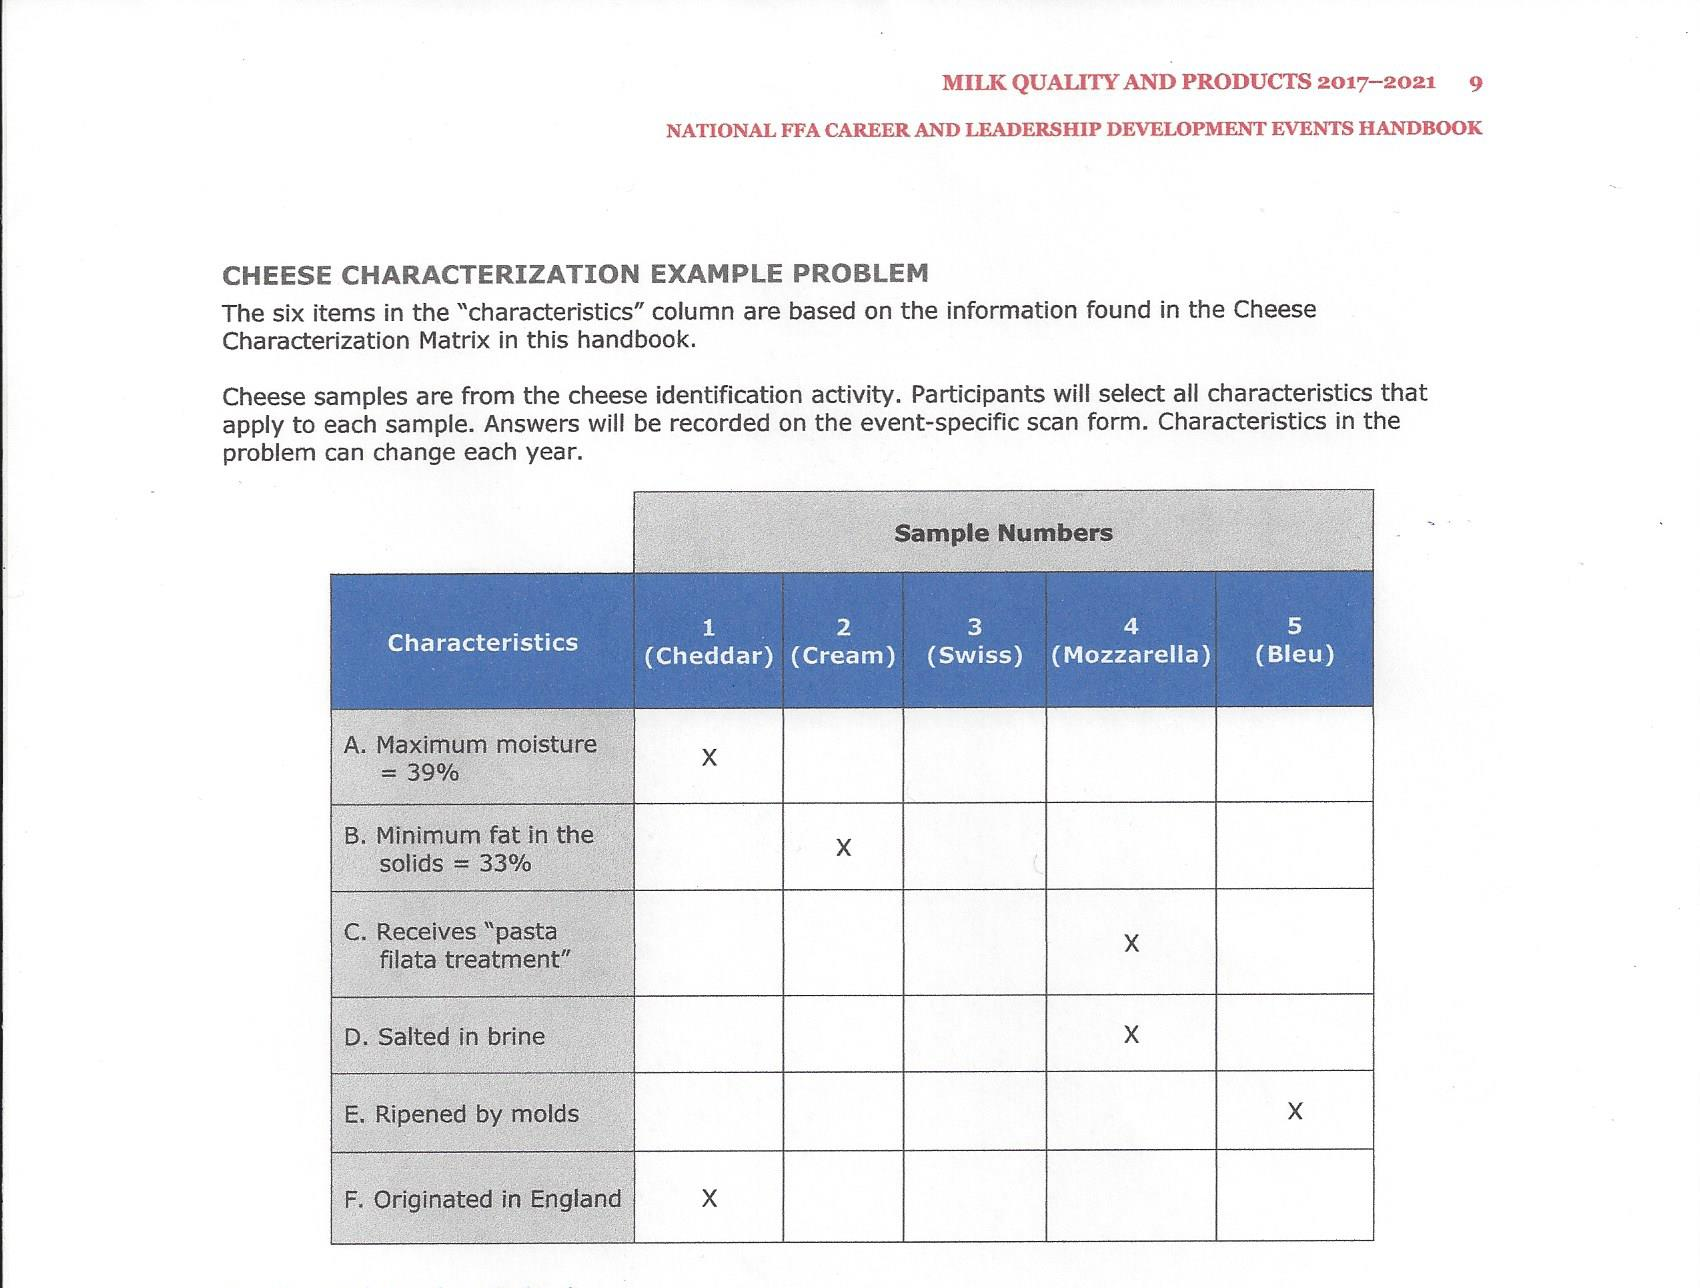 MILK QUALITY AND PRODUCTS 2017–2021 9
NATIONAL FFA CAREER AND LEADERSHIP DEVELOPMENT EVENTS HANDBOOK
CHEESE CHARACTERIZATION EXAMPLE PROBLEM
The six items in the “characteristics” column are based on the information found in the Cheese
Characterization Matrix in this handbook.
Cheese samples are from the cheese identification activity. Participants will select all characteristics that
apply to each sample. Answers will be recorded on the event-specific scan form. Characteristics in the
problem can change each year.
Sample Numbers
Characteristics
1 2 3 4 5
(Cheddar) (Cream) (Swiss) (Mozzarella) (Bleu)
A. Maximum moisture
= 39%
X
B. Minimum fat in the
solids = 33%
X
C. Receives “pasta
filata treatment”
X
D. Salted in brine X
E. Ripened by molds X
F. Originated in England X